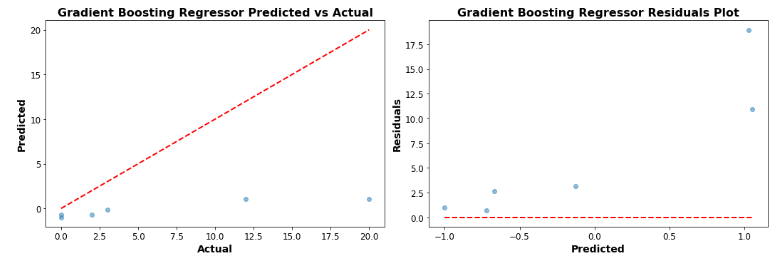 Gradient Boosting Regressor Predicted vs Actual
20
15
10
5
0
Predicted
0.0 2.5 5.0 7.5 10.0 12.5 15.0 17.5 20.0
Actual
Gradient Boosting Regressor Residuals Plot
17.5
15.0
12.5
10.0
7.5
5.0
2.5
0.0
Residuals
−1.0 −0.5 0.0 0.5 1.0
Predicted